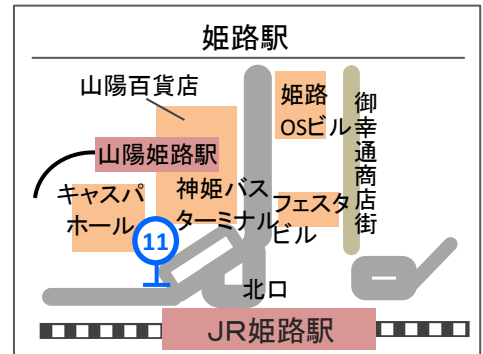 姫路駅
山陽百貨店
姫路
OSビル
御幸通商店街
山陽姫路駅
キャスパ
ホール
神姫バス
ターミナル
フェスタ
ビル
11
北口
JR姫路駅